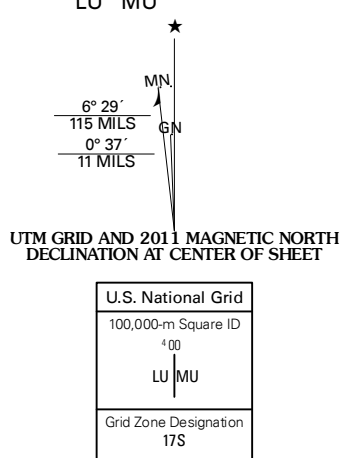 LU MU
★
MN.
6° 29´
115 MILS
GN
0° 37´
11 MILS
UTM GRID AND 2011 MAGNETIC NORTH
DECLINATION AT CENTER OF SHEET
U.S. National Grid
100,000-m Square ID
⁴00
LU MU
Grid Zone Designation
17S